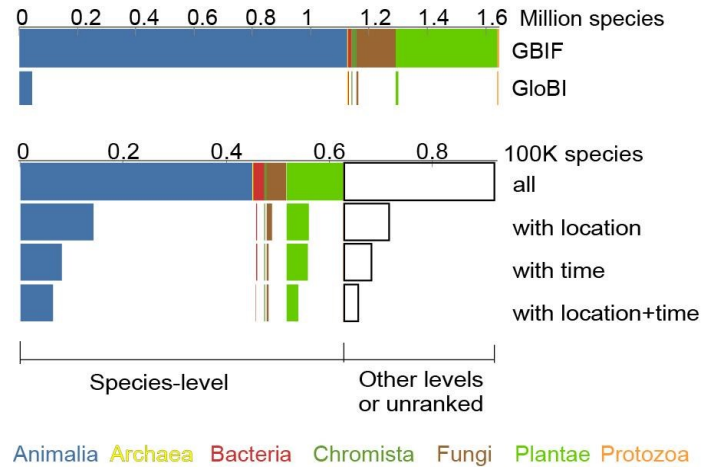 0 0.2 0.4 0.6 0.8 1 1.2 1.4 1.6 Million species
GBIF
GloBI
0 0.2 0.4 0.6 0.8 100K species
all
with location
with time
with location+time
Species-level
Other levels
or unranked
Animalia Archaea Bacteria Chromista Fungi Plantae Protozoa